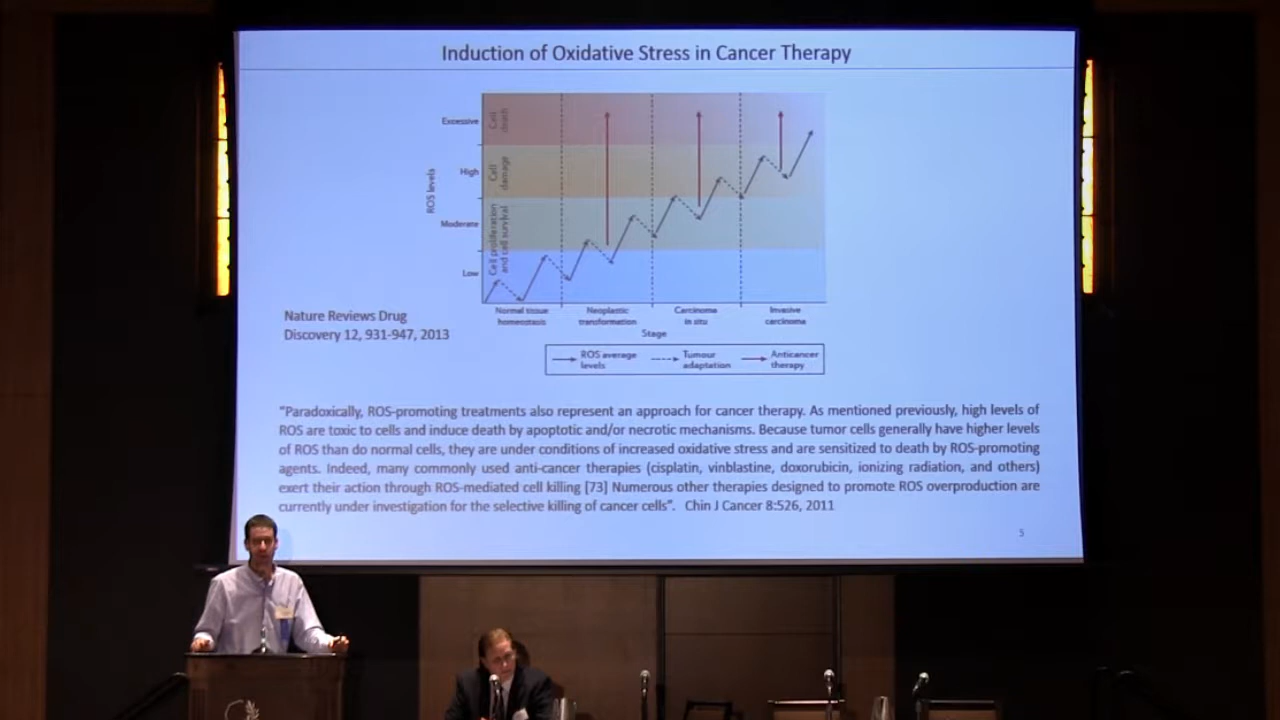 Induction of Oxidative Stress in Cancer Therapy
Excessive
High
Moderate
Low
ROS levels
Cell
death
Cell
damage
Cell proliferation
and cell survival
Normal tissue
homeostasis
Neoplastic
transformation
Carcinoma
in situ
Invasive
carcinoma
Stage
ROS average
levels
Tumour
adaptation
Anticancer
therapy
Nature Reviews Drug
Discovery 12, 931-947, 2013
"Paradoxically, ROS-promoting treatments also represent an approach for cancer therapy. As mentioned previously, high levels of
ROS are toxic to cells and induce death by apoptotic and/or necrotic mechanisms. Because tumor cells generally have higher levels
of ROS than do normal cells, they are under conditions of increased oxidative stress and are sensitized to death by ROS-promoting
agents. Indeed, many commonly used anti-cancer therapies (cisplatin, vinblastine, doxorubicin, ionizing radiation, and others)
exert their action through ROS-mediated cell killing [73] Numerous other therapies designed to promote ROS overproduction are
currently under investigation for the selective killing of cancer cells". Chin J Cancer 8:526, 2011
5